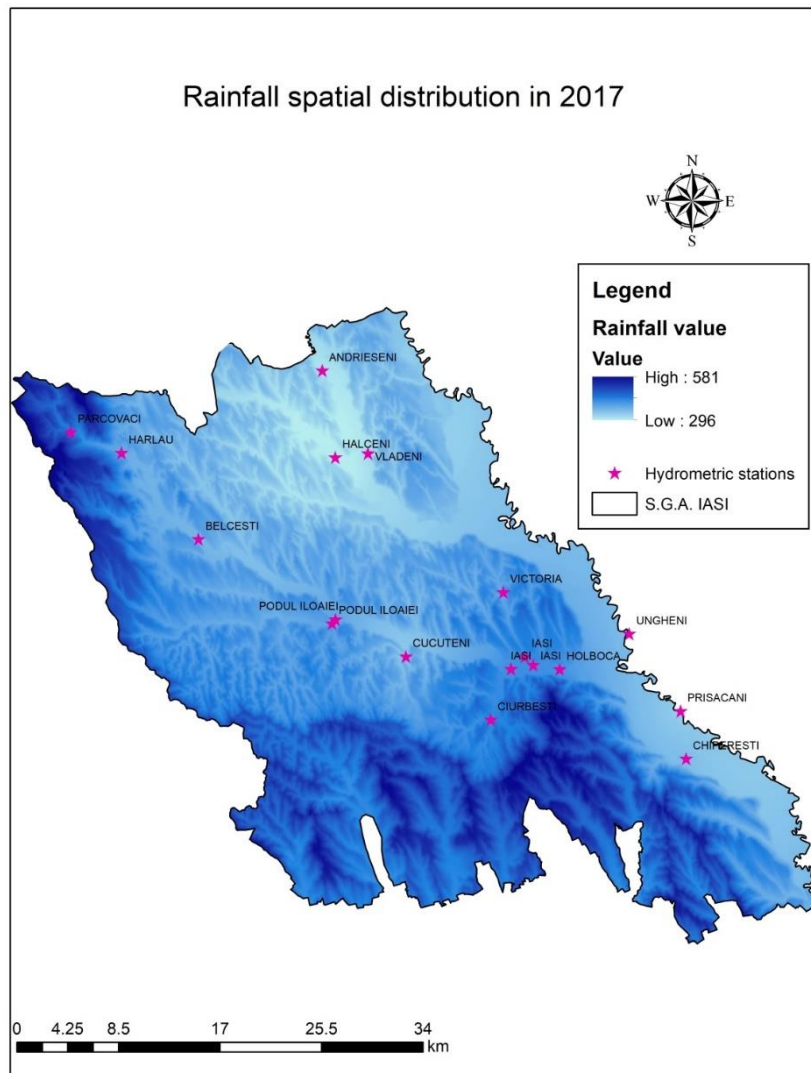 Rainfall spatial distribution in 2017
N
W E
S
Legend
Rainfall value
Value
High : 581
Low : 296
Hydrometric stations
S.G.A. IASI
ANDRIESENI
PARCOVACI
HARLAU
HALCENI
VLADENI
BELCESTI
VICTORIA
PODUL ILOAIEI
PODUL ILOAIEI
UNGHENI
CUCUTENI
IASI
IASI
IASI
HOLBOCA
PRISACANI
CIURBESTI
CHIPERESTI
0 4.25 8.5 17 25.5 34
km